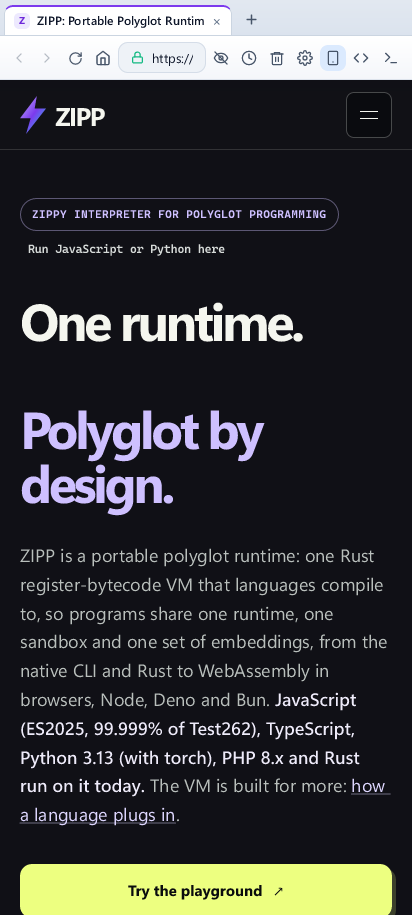 Z ZIPP: Portable Polyglot Runtim × +
https://
ZIPP
ZIPPY INTERPRETER FOR POLYGLOT PROGRAMMING
Run JavaScript or Python here
One runtime.
Polyglot by
design.
ZIPP is a portable polyglot runtime: one Rust
register-bytecode VM that languages compile
to, so programs share one runtime, one
sandbox and one set of embeddings, from the
native CLI and Rust to WebAssembly in
browsers, Node, Deno and Bun. JavaScript
(ES2025, 99.999% of Test262), TypeScript,
Python 3.13 (with torch), PHP 8.x and Rust
run on it today. The VM is built for more: how
a language plugs in.
Try the playground ↗